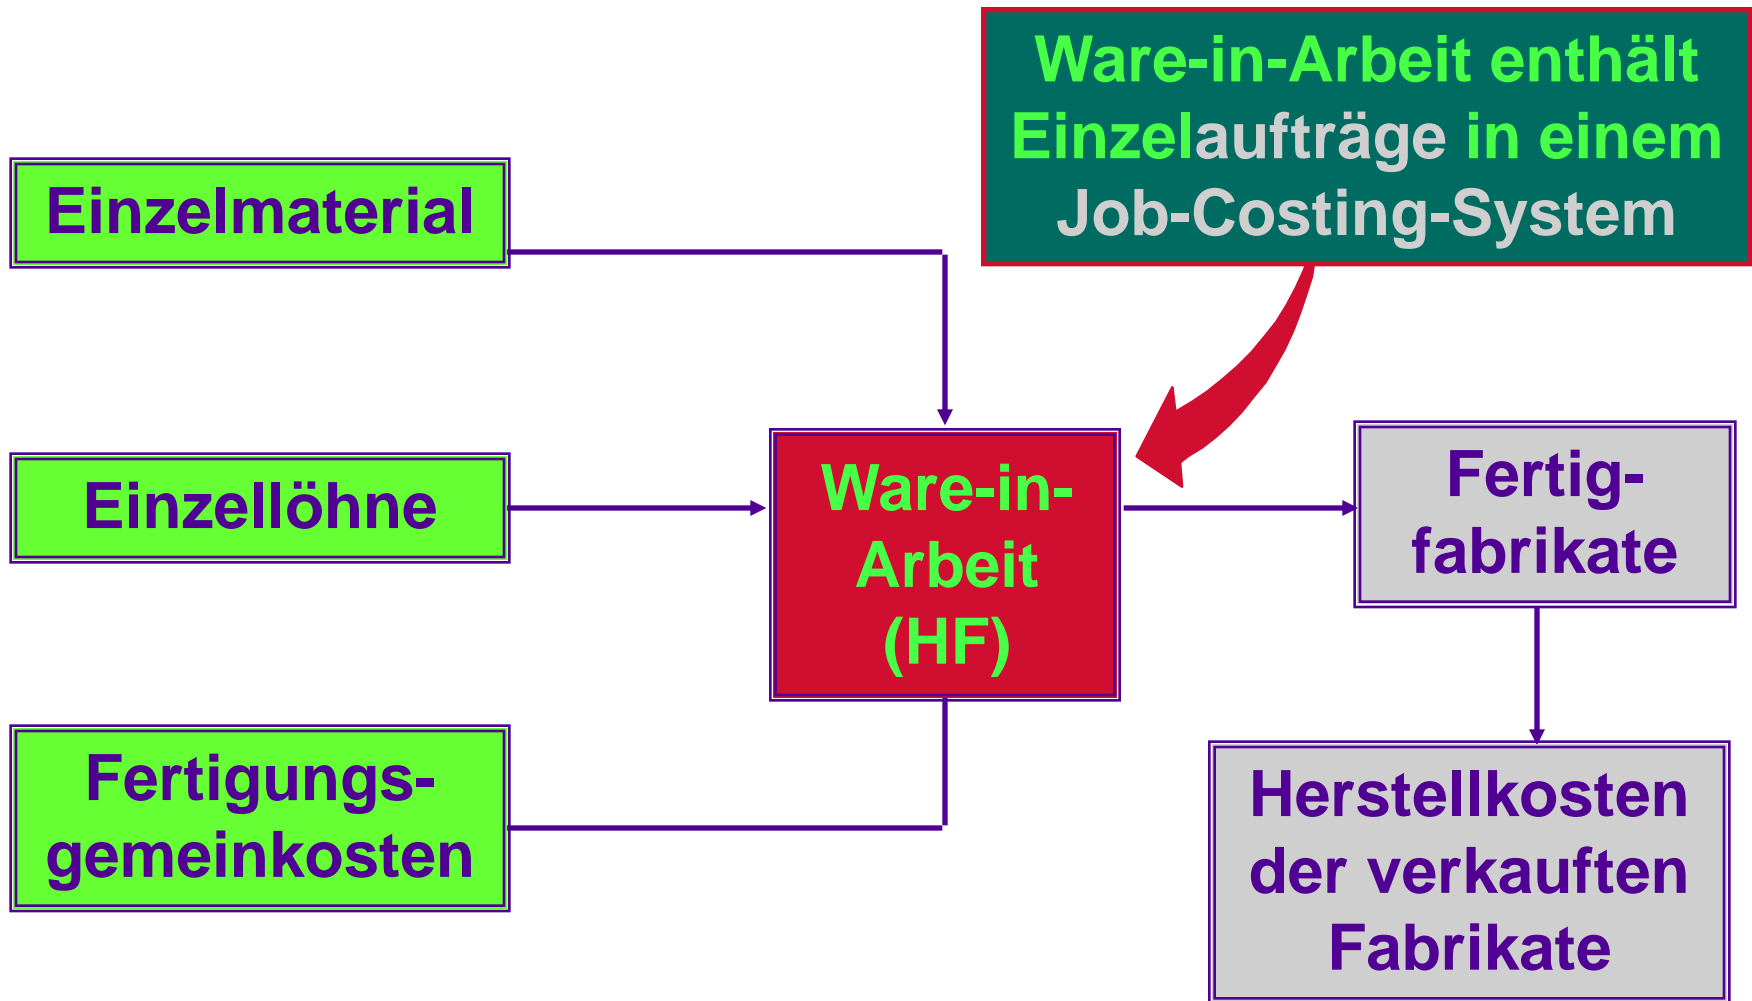 Ware-in-Arbeit enthält
Einzelaufträge in einem
Job-Costing-System
Einzelmaterial
Einzellöhne
Fertigungs-
gemeinkosten
Ware-in-
Arbeit
(HF)
Fertig-
fabrikate
Herstellkosten
der verkauften
Fabrikate